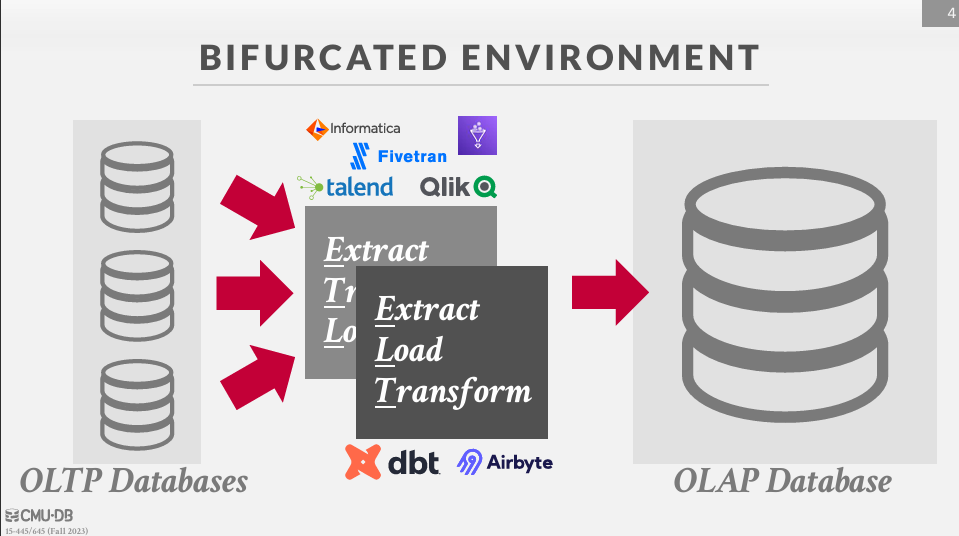 4
BIFURCATED ENVIRONMENT
Informatica
Fivetran
talend
Qlik
Extract
Tr
Lo
Extract
Load
Transform
dbt
Airbyte
OLTP Databases
OLAP Database
CMU·DB
15-445/645 (Fall 2023)